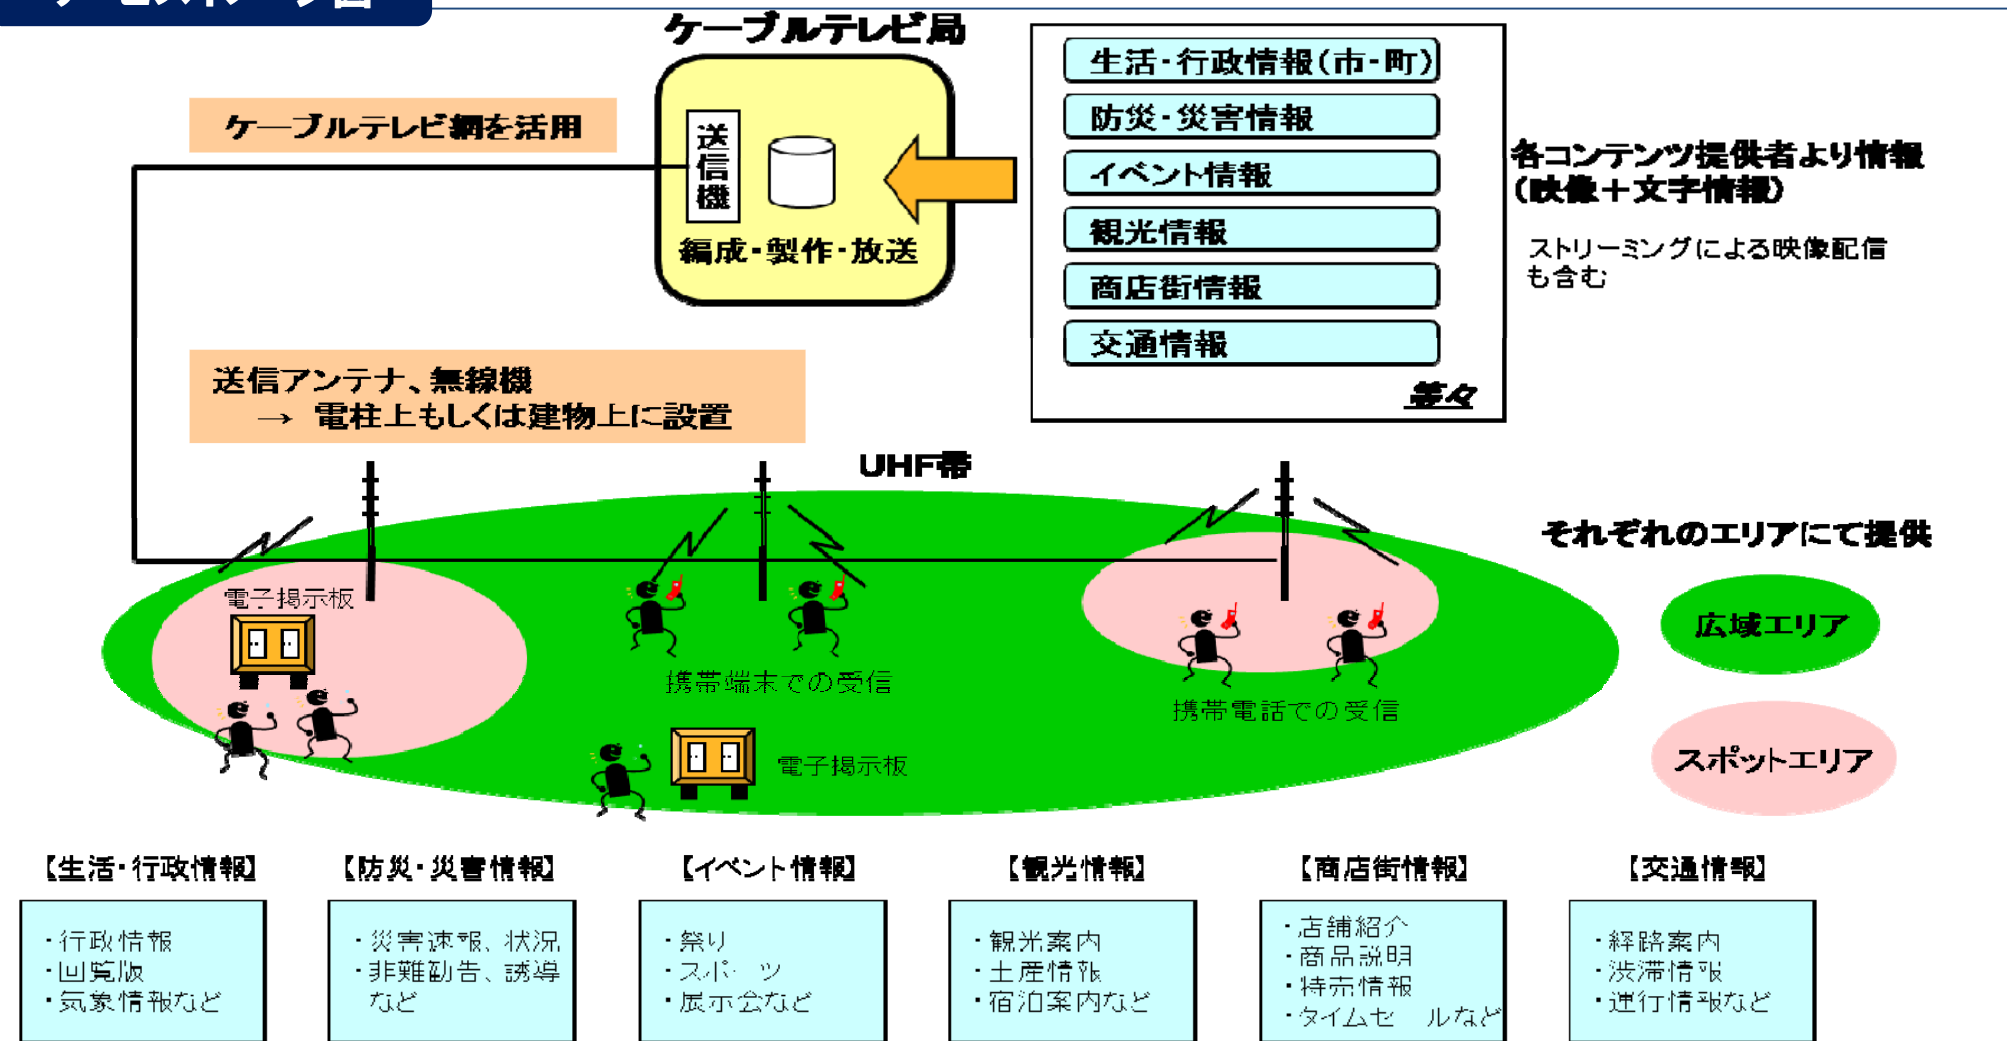 ケーブルテレビ局
生活・行政情報(市・町)
防災・災害情報
イベント情報
観光情報
商店街情報
交通情報
等々
ケーブルテレビ網を活用
送信機
編成・製作・放送
各コンテンツ提供者より情報
(映像+文字情報)
ストリーミングによる映像配信
も含む
送信アンテナ、無線機
→ 電柱上もしくは建物上に設置
UHF帯
それぞれのエリアにて提供
電子掲示板
広域エリア
携帯端末での受信
携帯電話での受信
電子掲示板
スポットエリア
【生活・行政情報】
・行政情報
・回覧版
・気象情報など
【防災・災害情報】
・災害速報、状況
・非難勧告、誘導
など
【イベント情報】
・祭り
・スポーツ
・展示会など
【観光情報】
・観光案内
・土産情報
・宿泊案内など
【商店街情報】
・店舗紹介
・商品説明
・特売情報
・タイムセールなど
【交通情報】
・経路案内
・渋滞情報
・運行情報など